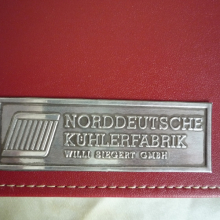 NORDDEUTSCHE
KÜHLERFABRIK
WILLI SIEGERT GMBH